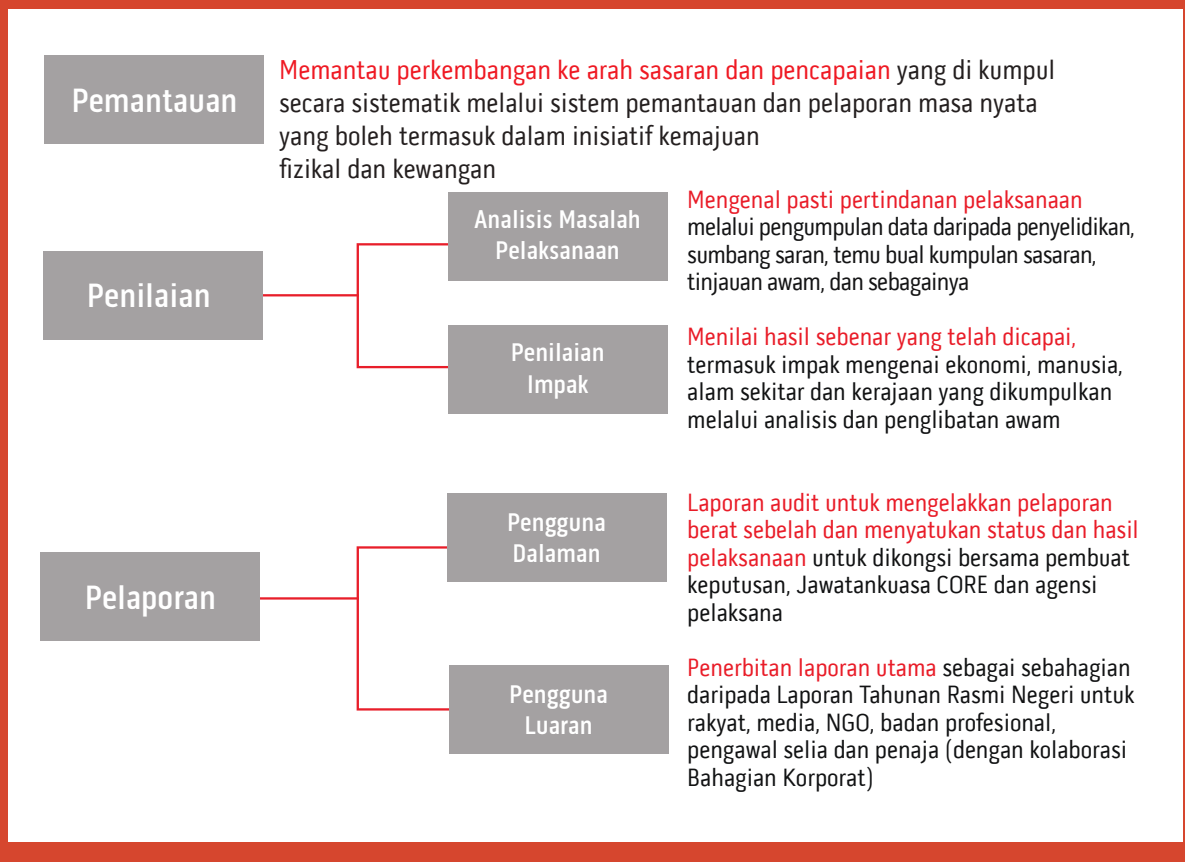 Pemantauan
Memantau perkembangan ke arah sasaran dan pencapaian yang di kumpul
secara sistematik melalui sistem pemantauan dan pelaporan masa nyata
yang boleh termasuk dalam inisiatif kemajuan
fizikal dan kewangan
Penilaian
Analisis Masalah
Pelaksanaan
Mengenal pasti pertindanan pelaksanaan
melalui pengumpulan data daripada penyelidikan,
sumbang saran, temu bual kumpulan sasaran,
tinjauan awam, dan sebagainya
Penilaian
Impak
Menilai hasil sebenar yang telah dicapai,
termasuk impak mengenai ekonomi, manusia,
alam sekitar dan kerajaan yang dikumpulkan
melalui analisis dan penglibatan awam
Pelaporan
Pengguna
Dalaman
Laporan audit untuk mengelakkan pelaporan
berat sebelah dan menyatukan status dan hasil
pelaksanaan untuk dikongsi bersama pembuat
keputusan, Jawatankuasa CORE dan agensi
pelaksana
Pengguna
Luaran
Penerbitan laporan utama sebagai sebahagian
daripada Laporan Tahunan Rasmi Negeri untuk
rakyat, media, NGO, badan profesional,
pengawal selia dan penaja (dengan kolaborasi
Bahagian Korporat)